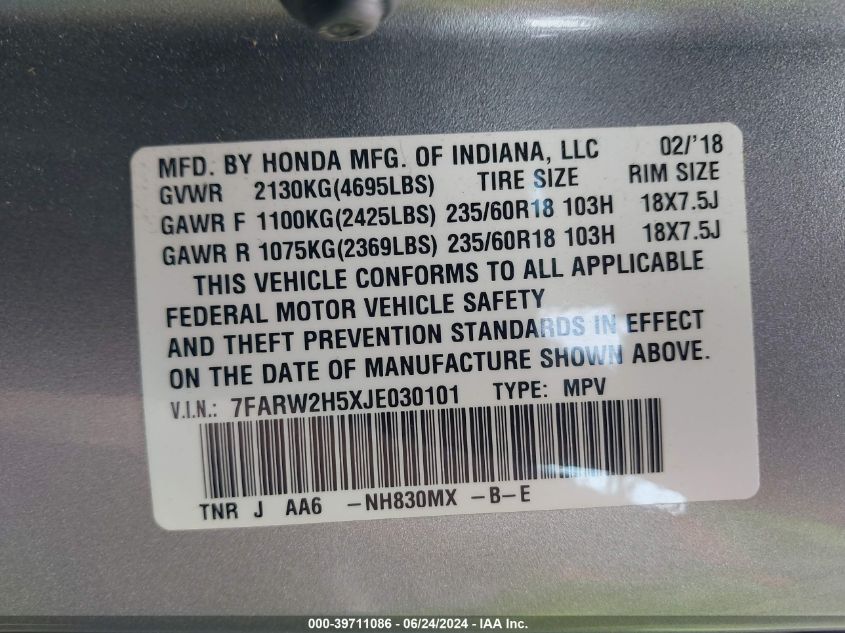 MFD. BY HONDA MFG. OF INDIANA, LLC 02/'18
GVWR 2130KG(4695LBS) TIRE SIZE RIM SIZE
GAWR F 1100KG(2425LBS) 235/60R18 103H 18X7.5J
GAWR R 1075KG(2369LBS) 235/60R18 103H 18X7.5J
THIS VEHICLE CONFORMS TO ALL APPLICABLE
FEDERAL MOTOR VEHICLE SAFETY
AND THEFT PREVENTION STANDARDS IN EFFECT
ON THE DATE OF MANUFACTURE SHOWN ABOVE.
V.I.N.: 7FARW2H5XJE030101 TYPE: MPV
TNR J AA6 -NH830MX -B-E
000-39711086 - 06/24/2024 - USA - IAA Inc.